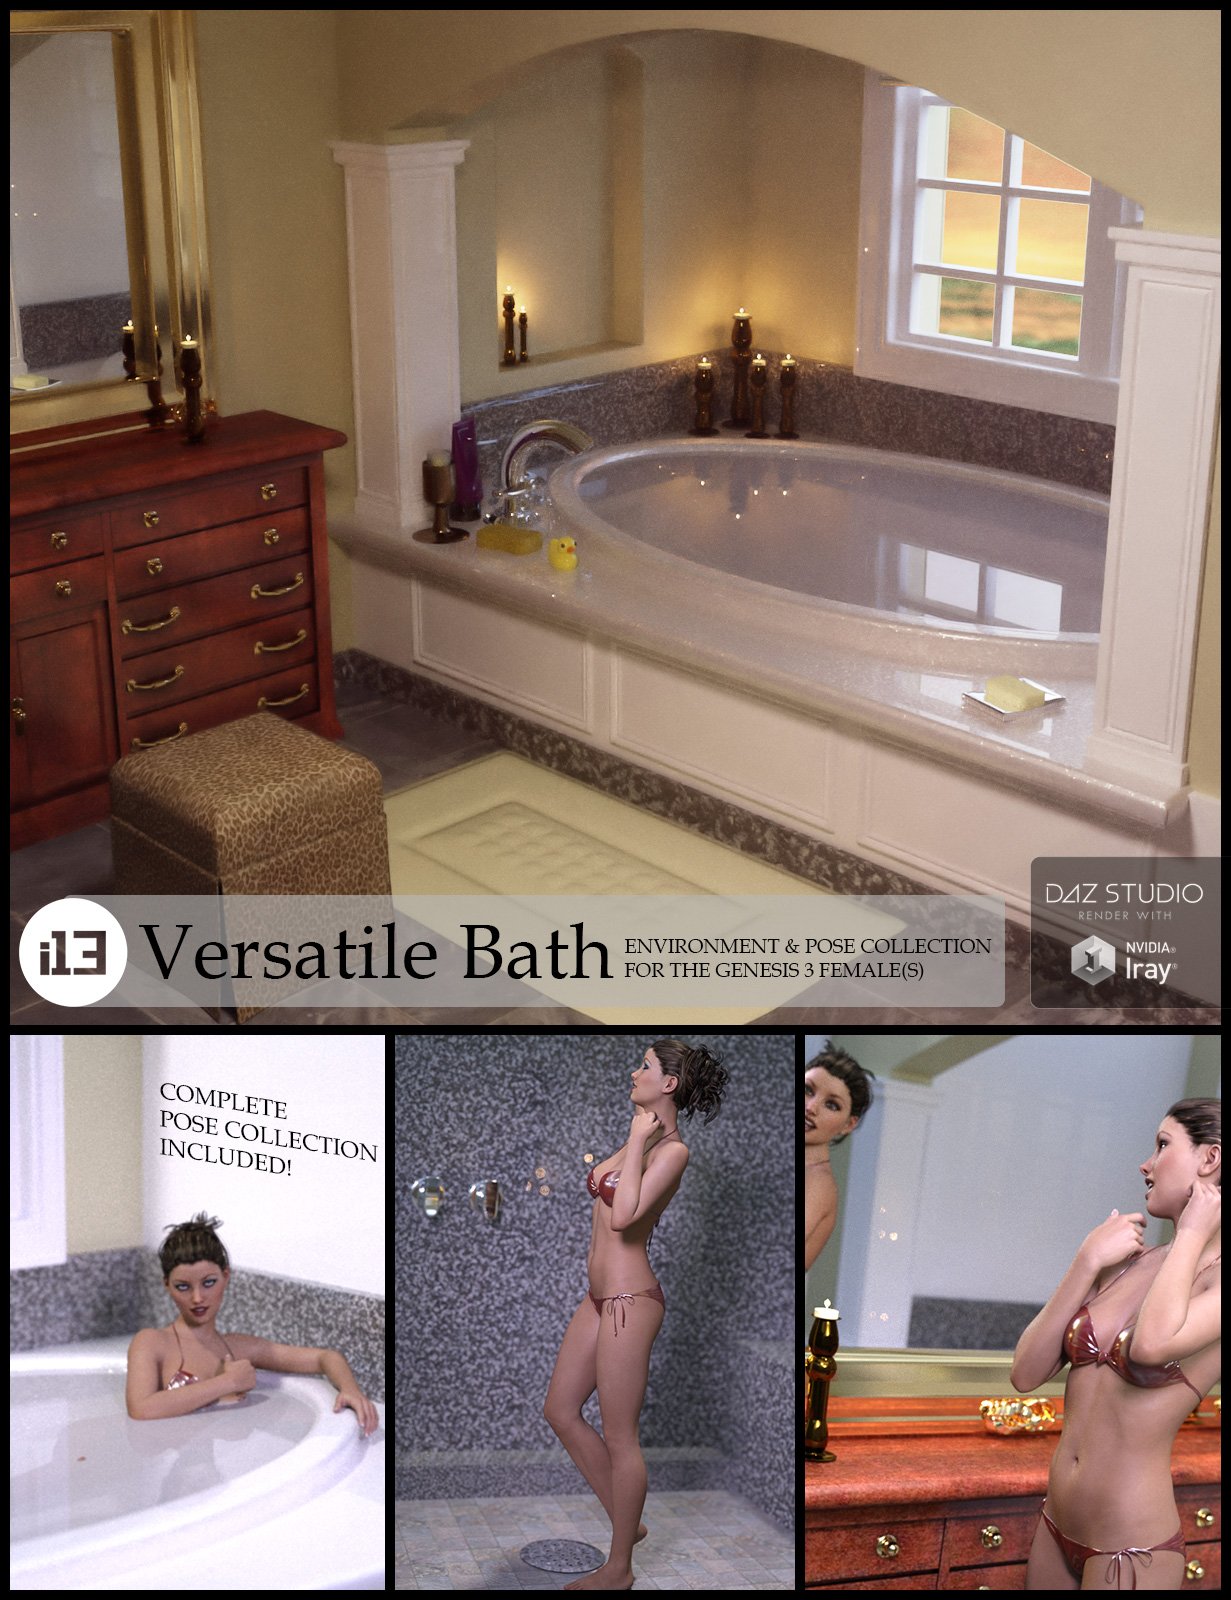 i13
Versatile Bath
ENVIRONMENT & POSE COLLECTION
FOR THE GENESIS 3 FEMALE(S)
DAZ STUDIO
RENDER WITH
NVIDIA®
Iray®
COMPLETE
POSE COLLECTION
INCLUDED!